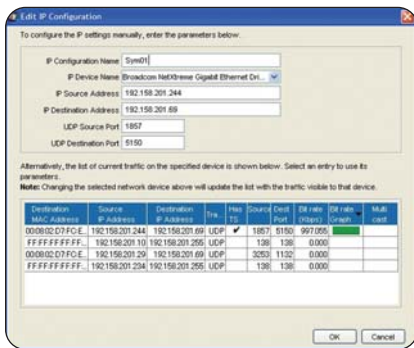 Edit IP Configuration
To configure the IP settings manually, enter the parameters below.
IP Configuration Name Sym01
IP Device Name Broadcom NetXtreme Gigabit Ethernet Dri...
IP Source Address 192.158.201.244
IP Destination Address 192.158.201.69
UDP Source Port 1857
UDP Destination Port 5150
Alternatively, the list of current traffic on the specified device is shown below. Select an entry to use its
parameters.
Note: Changing the selected network device above will update the list with the traffic visible to that device.
Destination MAC Address Source IP Address Destination IP Address Tra... Has TS Source Dest Port Bit rate (Kbps) Bit rate Graph Multi cast
00:08:02:D7:FC:E... 192.158.201.244 192.158.201.69 UDP ✔ 1857 5150 997.055
FF:FF:FF:FF:FF:... 192.158.201.10 192.158.201.255 UDP 138 138 0.000
00:08:02:D7:FC:E... 192.158.201.29 192.158.201.69 UDP 3253 1132 0.000
FF:FF:FF:FF:FF:... 192.158.201.234 192.158.201.255 UDP 138 138 0.000
OK Cancel